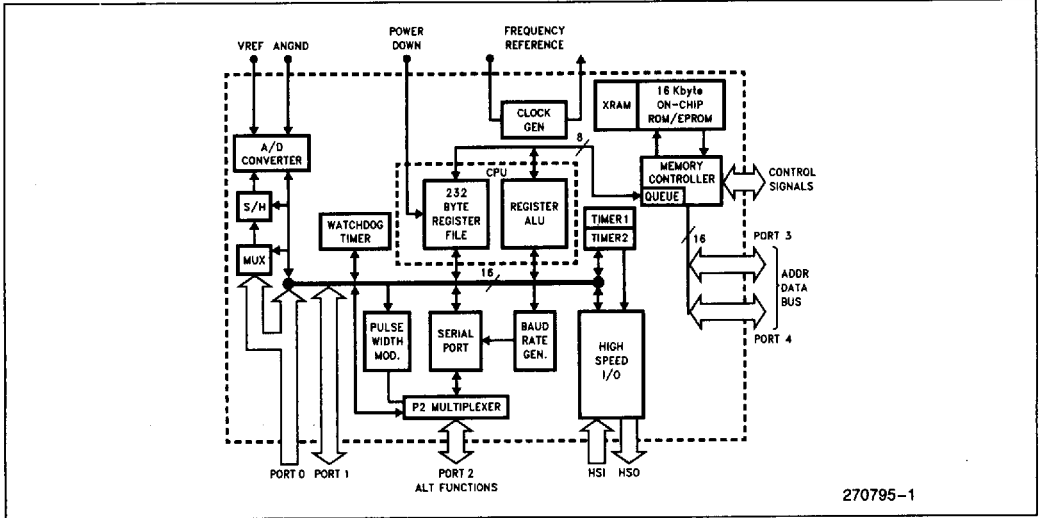 VREF ANGND
POWER
DOWN
FREQUENCY
REFERENCE
CLOCK
GEN
XRAM
16 Kbyte
ON-CHIP
ROM/EPROM
A/D
CONVERTER
8
MEMORY
CONTROLLER
QUEUE
CONTROL
SIGNALS
CPU
232
BYTE
REGISTER
FILE
REGISTER
ALU
S/H
WATCHDOG
TIMER
TIMER1
TIMER2
MUX
16
16
PORT 3
ADDR
DATA
BUS
PORT 4
PULSE
WIDTH
MOD.
SERIAL
PORT
BAUD
RATE
GEN.
HIGH
SPEED
I/O
P2 MULTIPLEXER
PORT 0
PORT 1
PORT 2
ALT FUNCTIONS
HSI
HSO
270795-1